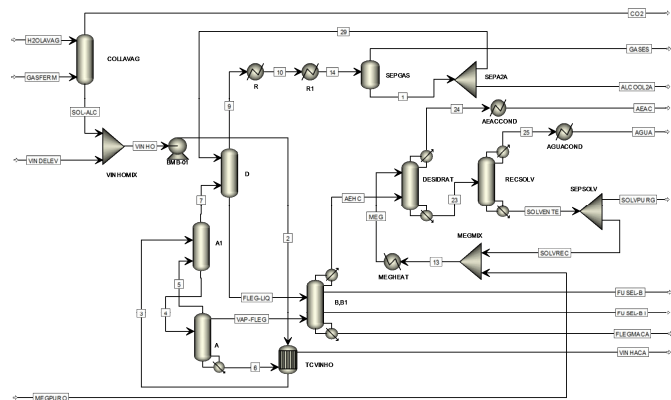 CO2
29
H2OLAVAG
GASES
COLLAVAG
10
14
GASFERM
R
R1
SEPGAS
SEPA2A
1
ALCOOL2A
9
24
AEAC
SOL-ALC
AEACCOND
25
AGUA
VINHO
AGUACOND
VINDELEV
BMB-01
VINHOMIX
D
DESIDRAT
RECSOLV
SEPSOLV
7
2
AEHC
23
SOLVPURG
MEG
SOLVENTE
A1
MEGMIX
SOLVREC
13
5
MEGHEAT
3
4
FLEG-LIQ
B,B1
FUSEL-B
VAP-FLEG
FUSEL-B1
A
FLEGMACA
6
VINHACA
TCVINHO
MEGPURO